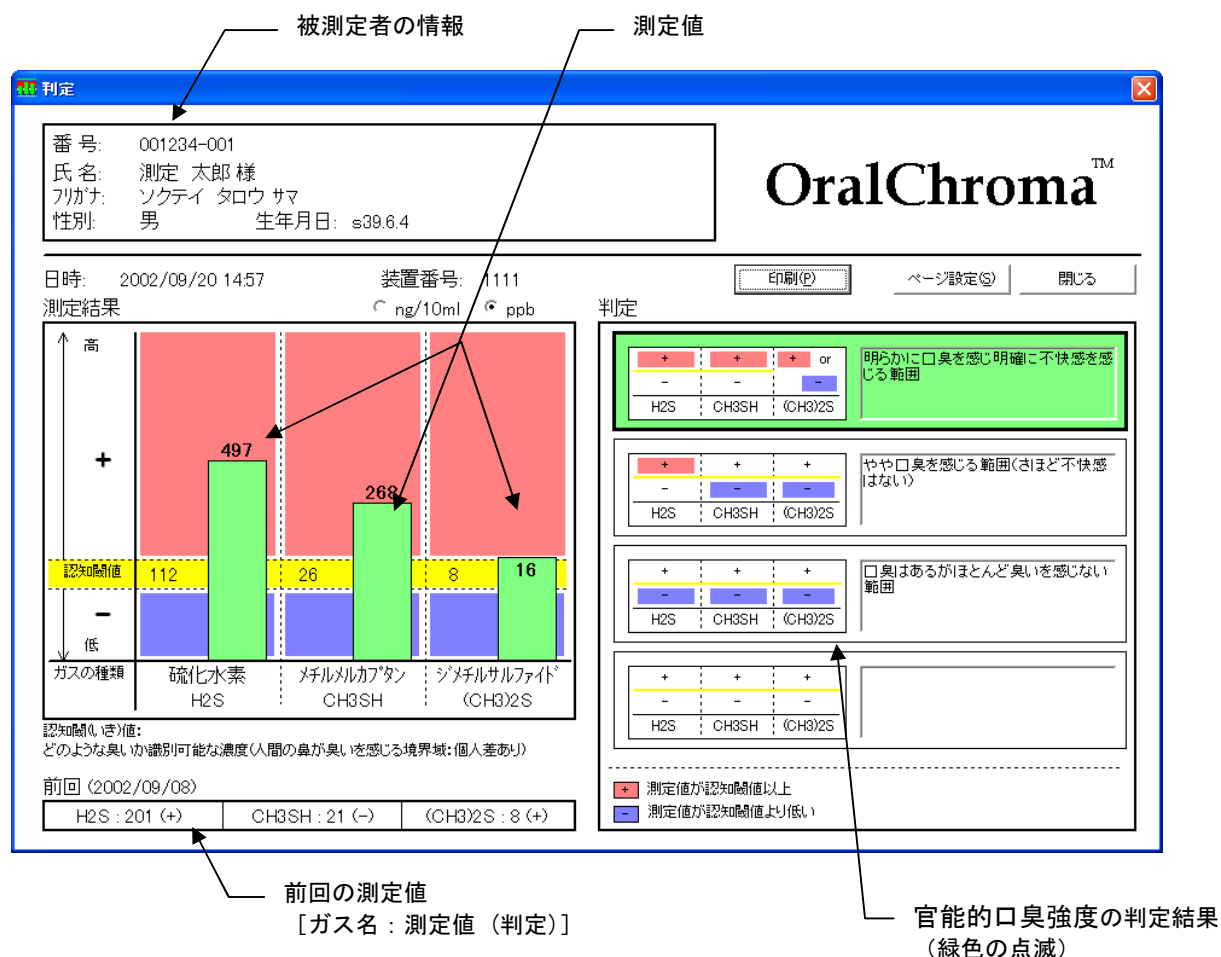 被測定者の情報
測定値
判定
番 号: 001234-001
氏 名: 測定 太郎 様
ﾌﾘｶﾞﾅ: ソクテイ タロウ サマ
性別: 男 生年月日: s39.6.4
OralChroma™
日時: 2002/09/20 14:57 装置番号: 1111
印刷(P) ページ設定(S) 閉じる
測定結果 ng/10ml ppb
高
+
497
268
認知閾値 112 26 8 16
−
低
ガスの種類 硫化水素 ﾒﾁﾙﾒﾙｶﾌﾟﾀﾝ ｼﾞﾒﾁﾙｻﾙﾌｧｲﾄﾞ
H2S CH3SH (CH3)2S
認知閾(いき)値:
どのような臭いか識別可能な濃度(人間の鼻が臭いを感じる境界域:個人差あり)
前回 (2002/09/08)
H2S : 201 (+) CH3SH : 21 (-) (CH3)2S : 8 (+)
判定
+ + + or
- - -
H2S CH3SH (CH3)2S
明らかに口臭を感じ明確に不快感を感
じる範囲
+ + +
- - -
H2S CH3SH (CH3)2S
やや口臭を感じる範囲(さほど不快感
はない)
+ + +
- - -
H2S CH3SH (CH3)2S
口臭はあるがほとんど臭いを感じない
範囲
+ + +
- - -
H2S CH3SH (CH3)2S
+ 測定値が認知閾値以上
- 測定値が認知閾値より低い
前回の測定値
［ガス名：測定値（判定）］
官能的口臭強度の判定結果
（緑色の点滅）